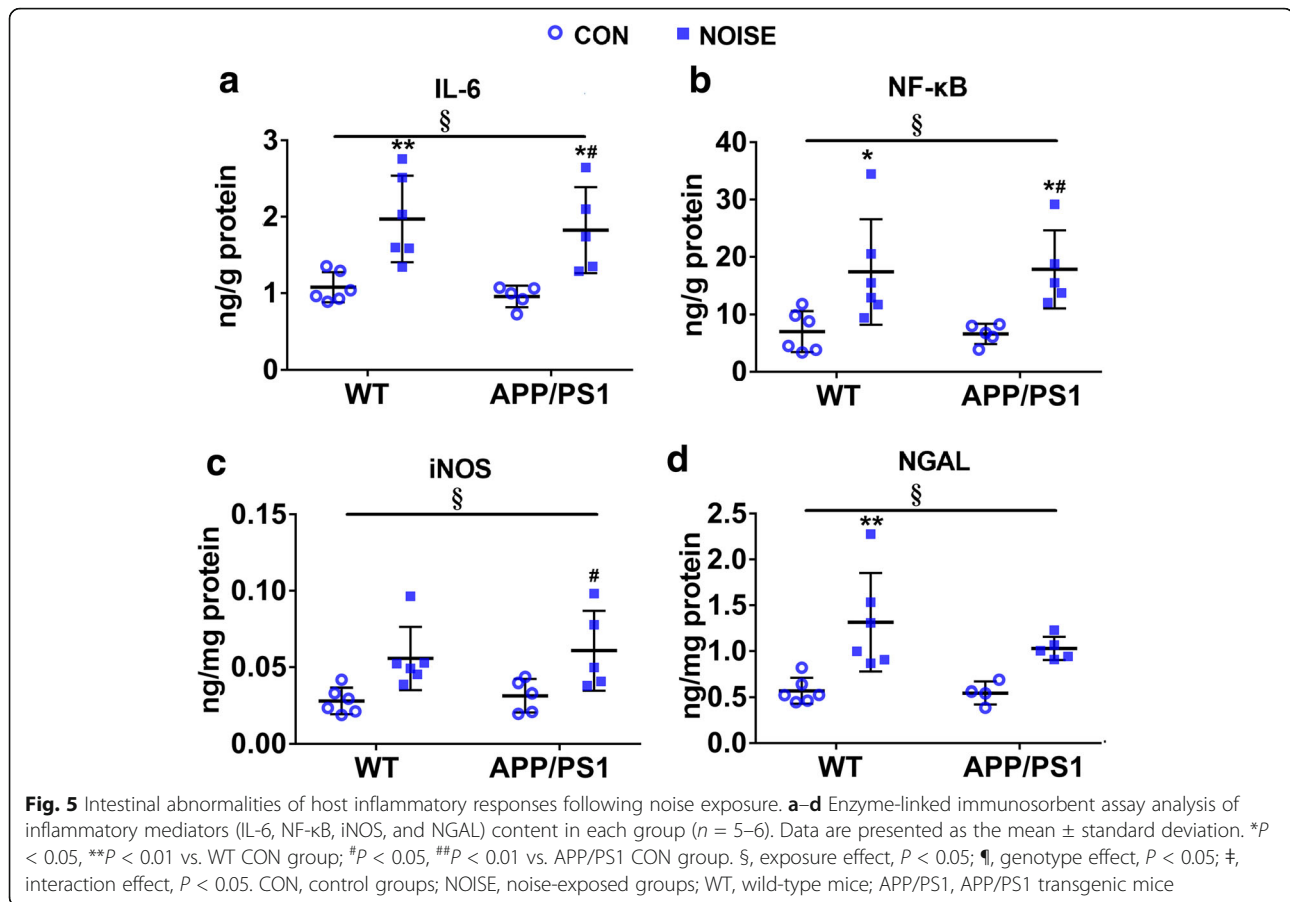 CON NOISE
a
IL-6
§
** *#
3
2
1
0
ng/g protein
WT APP/PS1
b
NF-κB
§
* *#
40
30
20
10
0
ng/g protein
WT APP/PS1
c
iNOS
§
#
0.15
0.10
0.05
0.00
ng/mg protein
WT APP/PS1
d
NGAL
§
**
2.5
2.0
1.5
1.0
0.5
0.0
ng/mg protein
WT APP/PS1
Fig. 5 Intestinal abnormalities of host inflammatory responses following noise exposure. a–d Enzyme-linked immunosorbent assay analysis of
inflammatory mediators (IL-6, NF-κB, iNOS, and NGAL) content in each group (n = 5–6). Data are presented as the mean ± standard deviation. *P
< 0.05, **P < 0.01 vs. WT CON group; #P < 0.05, ##P < 0.01 vs. APP/PS1 CON group. §, exposure effect, P < 0.05; ¶, genotype effect, P < 0.05; ‡,
interaction effect, P < 0.05. CON, control groups; NOISE, noise-exposed groups; WT, wild-type mice; APP/PS1, APP/PS1 transgenic mice